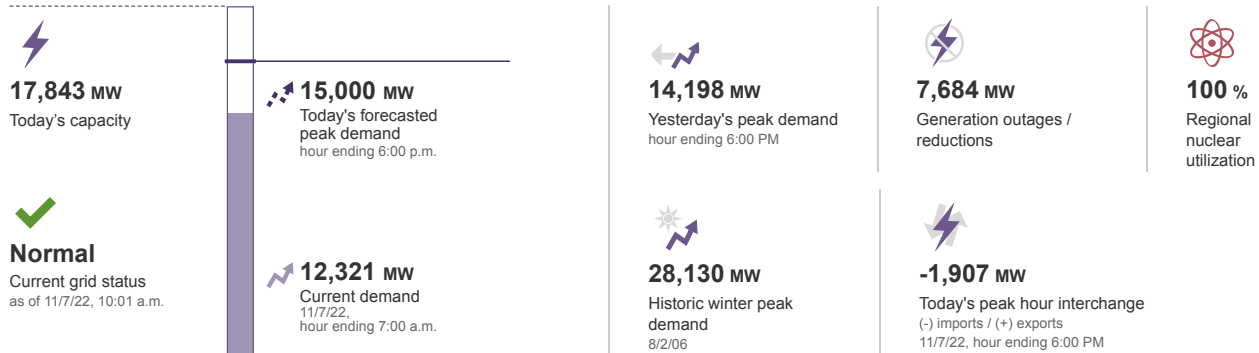 17,843 MW
Today's capacity
Normal
Current grid status
as of 11/7/22, 10:01 a.m.
15,000 MW
Today's forecasted
peak demand
hour ending 6:00 p.m.
12,321 MW
Current demand
11/7/22,
hour ending 7:00 a.m.
14,198 MW
Yesterday's peak demand
hour ending 6:00 PM
7,684 MW
Generation outages /
reductions
100 %
Regional
nuclear
utilization
28,130 MW
Historic winter peak
demand
8/2/06
-1,907 MW
Today's peak hour interchange
(-) imports / (+) exports
11/7/22, hour ending 6:00 PM